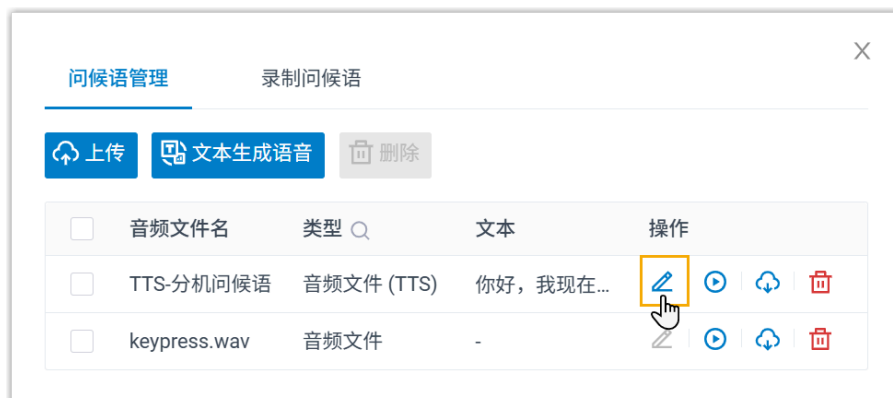 问候语管理 录制问候语
上传 文本生成语音 删除
音频文件名 类型 文本 操作
TTS-分机问候语 音频文件 (TTS) 你好，我现在...
keypress.wav 音频文件 -